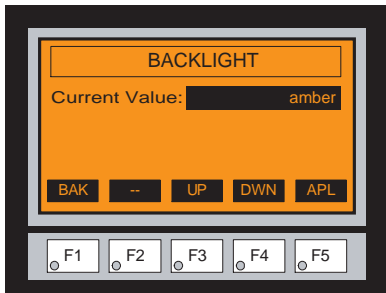 BACKLIGHT
Current Value: amber
BAK -- UP DWN APL
F1 F2 F3 F4 F5